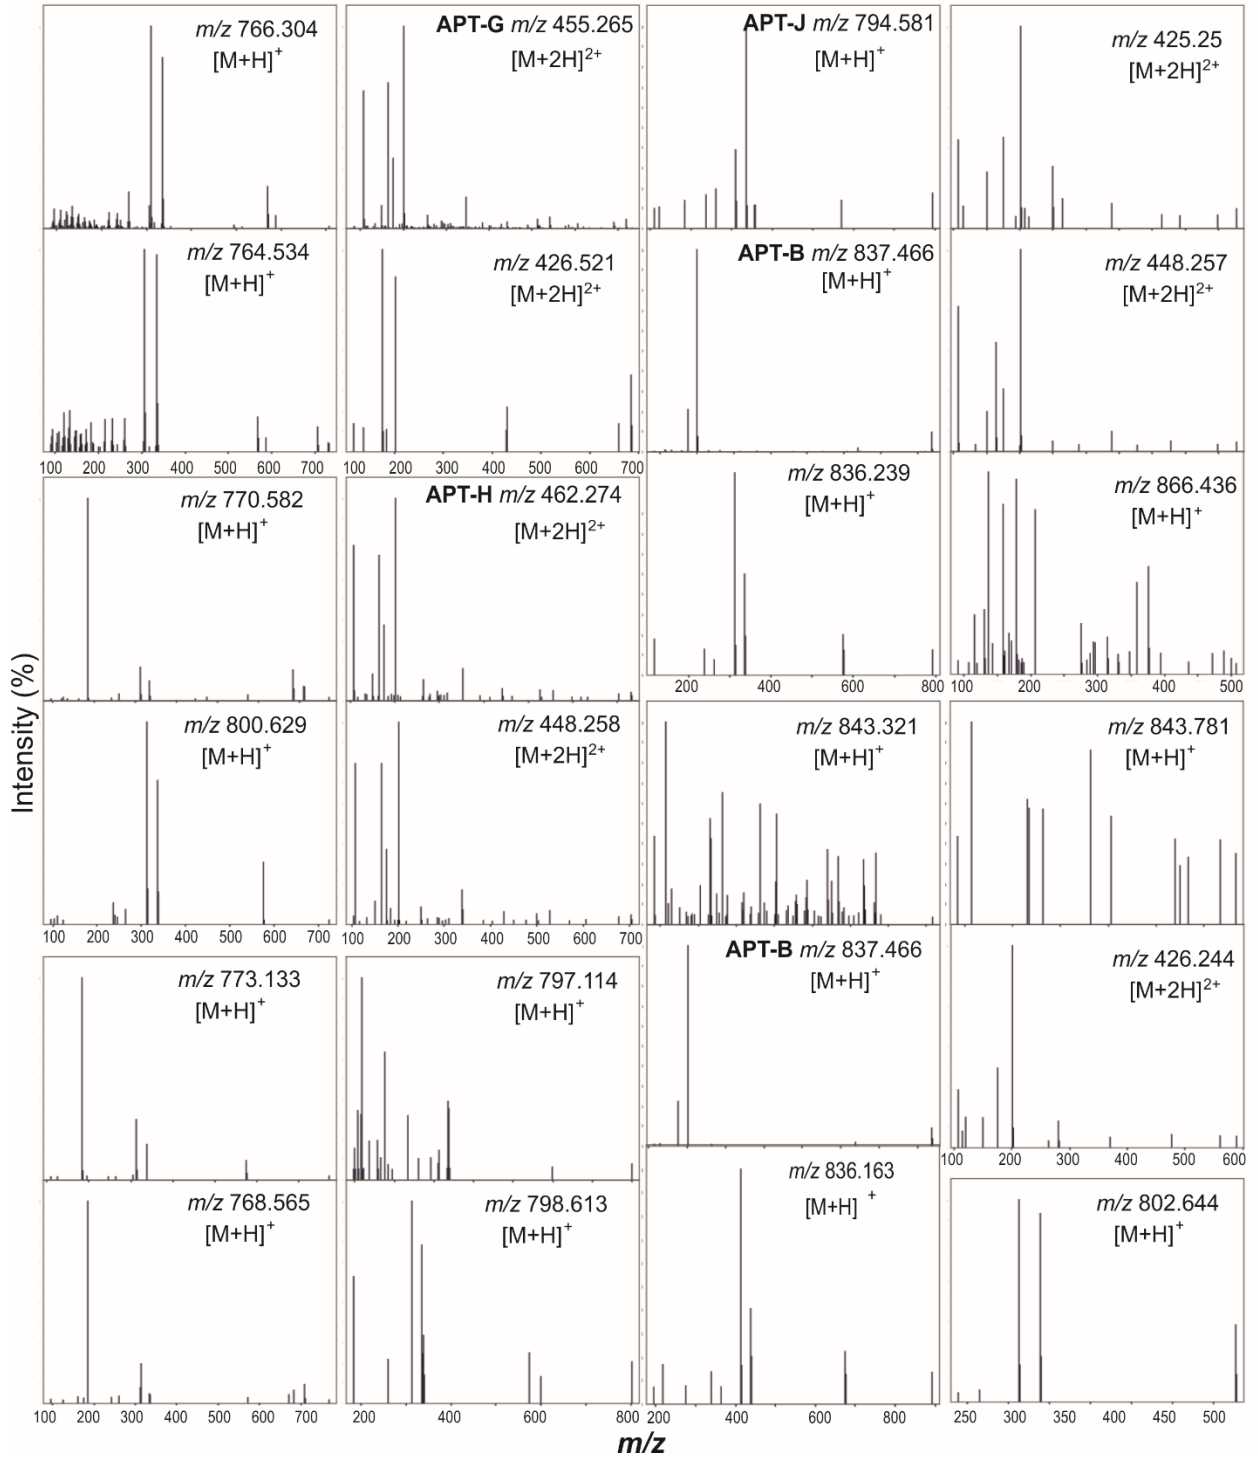 m/z 766.304
[M+H]+
APT-G m/z 455.265
[M+2H]2+
APT-J m/z 794.581
[M+H]+
m/z 425.25
[M+2H]2+
m/z 764.534
[M+H]+
m/z 426.521
[M+2H]2+
APT-B m/z 837.466
[M+H]+
m/z 448.257
[M+2H]2+
100 200 300 400 500 600 700
100 200 300 400 500 600 700
m/z 770.582
[M+H]+
APT-H m/z 462.274
[M+2H]2+
m/z 836.239
[M+H]+
m/z 866.436
[M+H]+
200 400 600 800
100 200 300 400 500
Intensity (%)
m/z 800.629
[M+H]+
m/z 448.258
[M+2H]2+
m/z 843.321
[M+H]+
m/z 843.781
[M+H]+
100 200 300 400 500 600 700
100 200 300 400 500 600 700
m/z 773.133
[M+H]+
m/z 797.114
[M+H]+
APT-B m/z 837.466
[M+H]+
m/z 426.244
[M+2H]2+
100 200 300 400 500 600
m/z 768.565
[M+H]+
m/z 798.613
[M+H]+
m/z 836.163
[M+H] +
m/z 802.644
[M+H]+
100 200 300 400 500 600 700
200 400 600 800
200 400 600 800
250 300 350 400 450 500
m/z